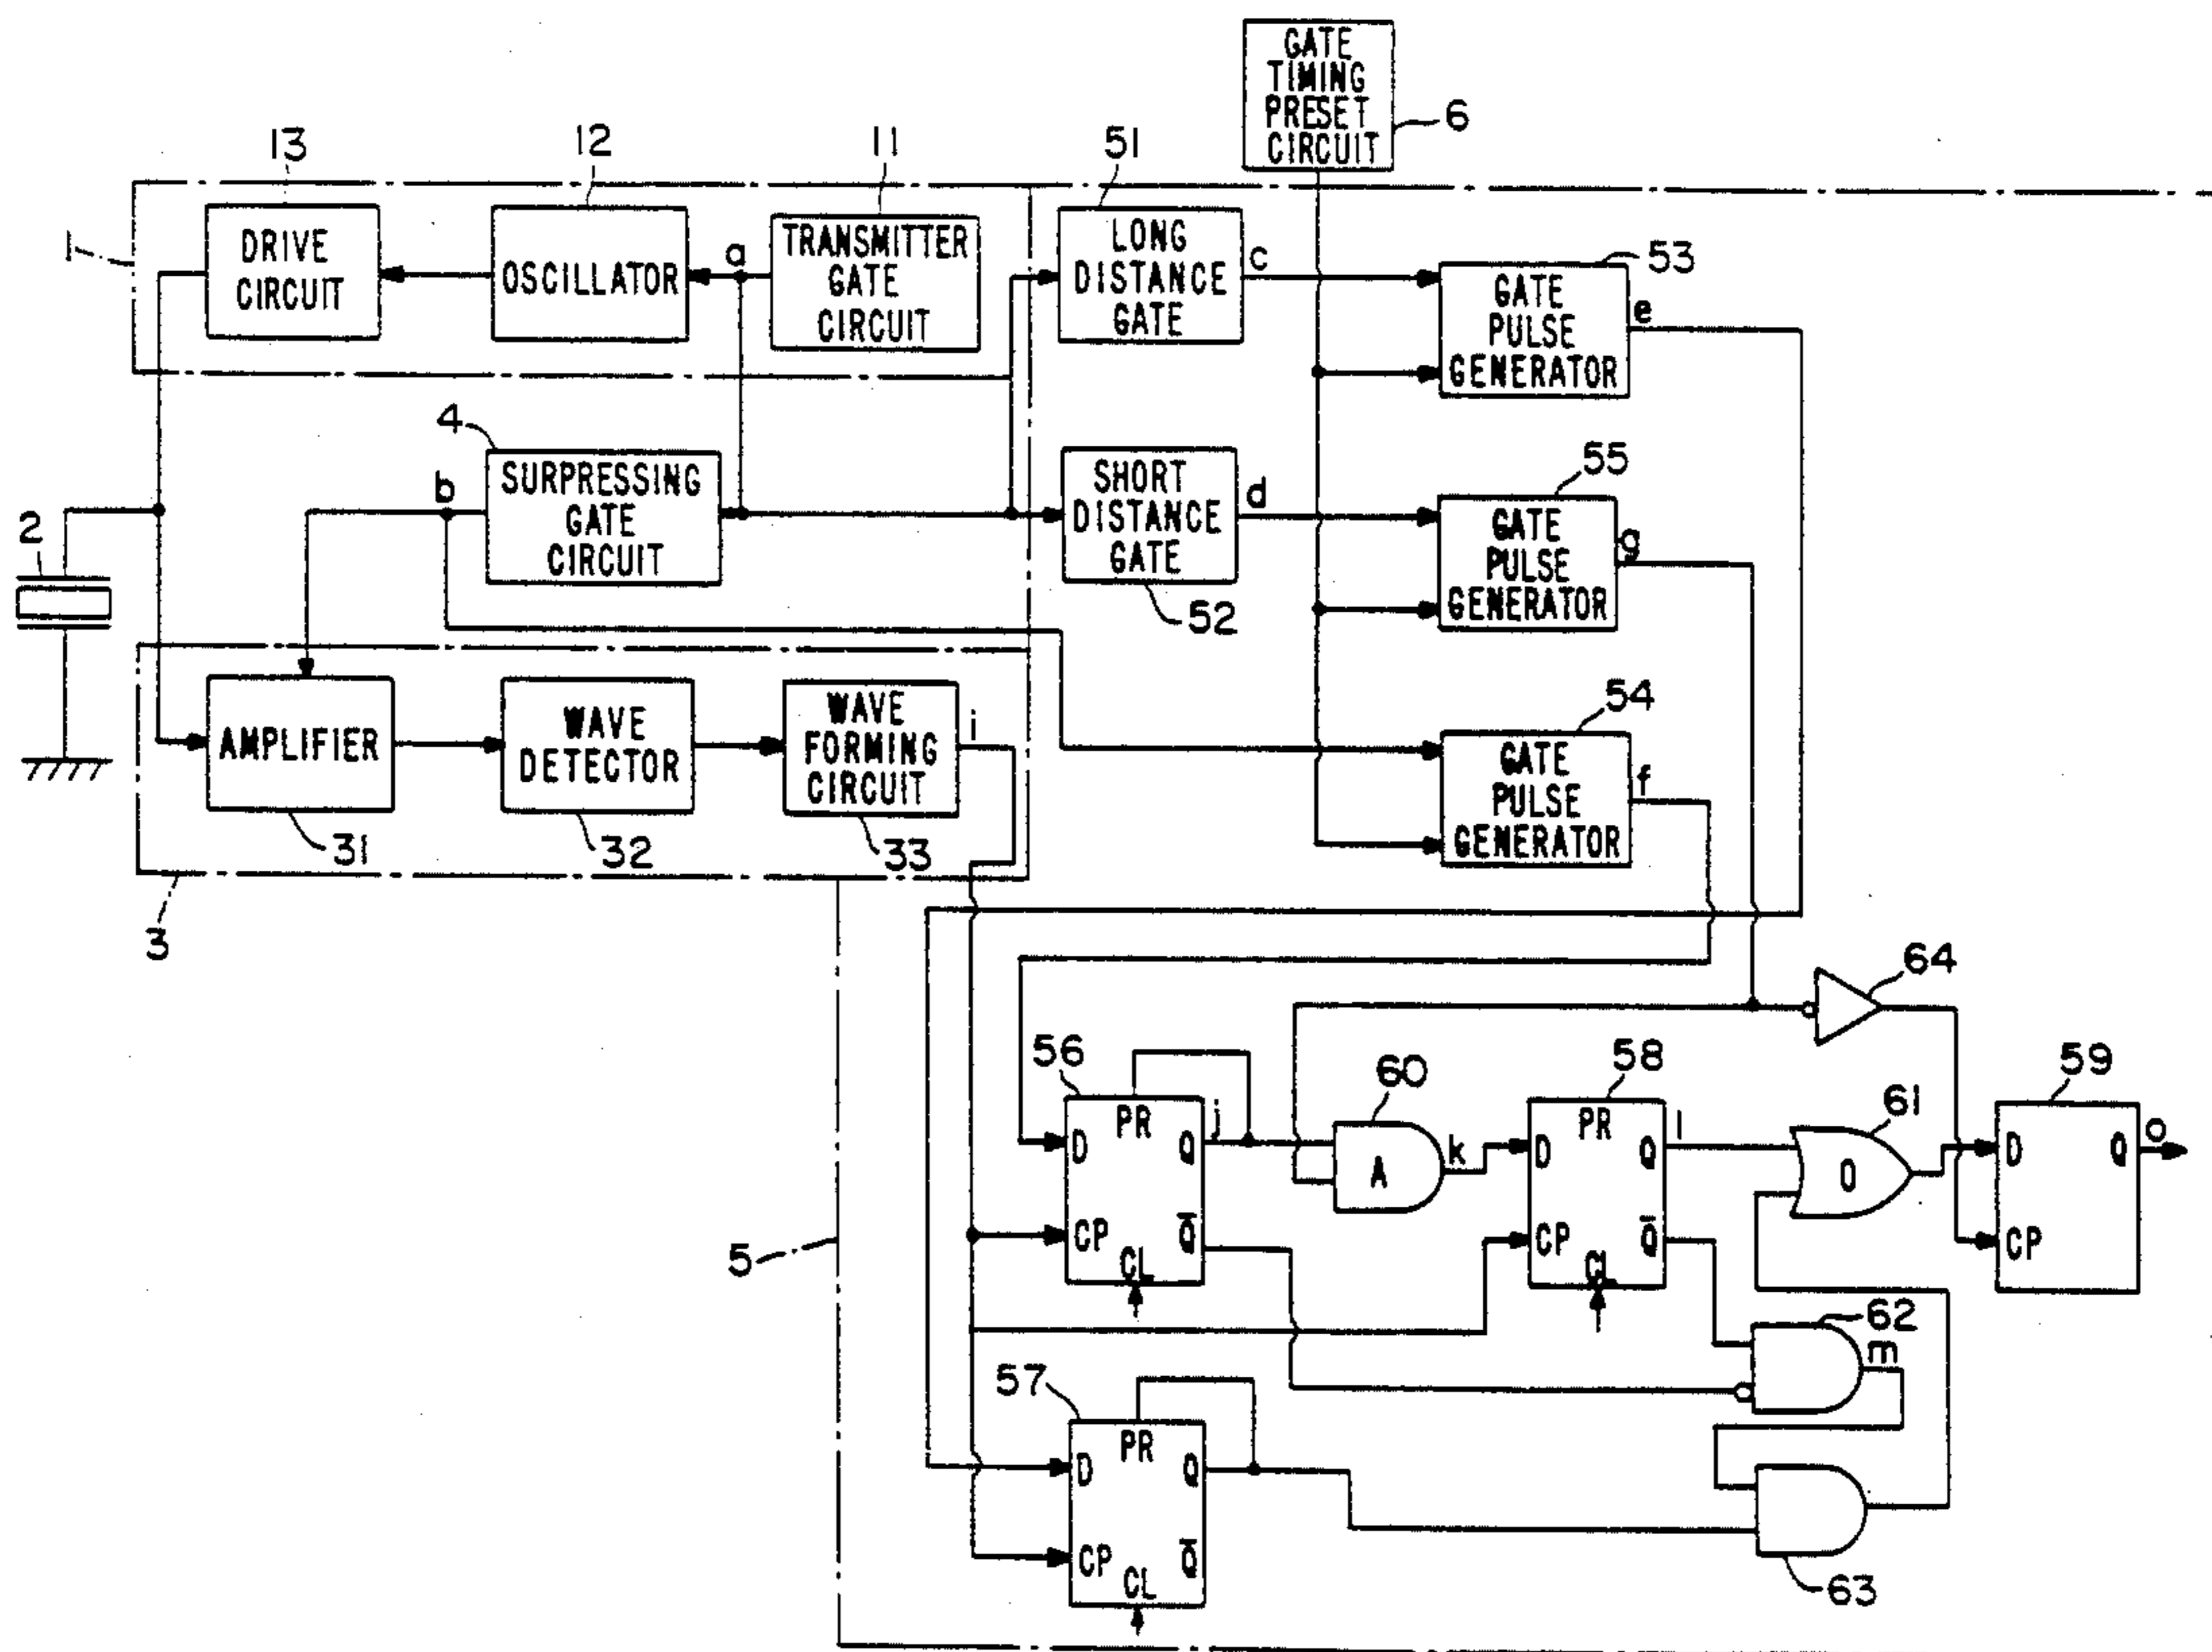 GATE
TIMING
PRESET
CIRCUIT
6
13
12
11
51
1
DRIVE
CIRCUIT
OSCILLATOR
a
TRANSMITTER
GATE
CIRCUIT
LONG
DISTANCE
GATE
c
53
GATE
PULSE
GENERATOR
e
4
b
SURPRESSING
GATE
CIRCUIT
SHORT
DISTANCE
GATE
d
52
55
GATE
PULSE
GENERATOR
g
2
AMPLIFIER
31
WAVE
DETECTOR
32
WAVE
FORMING
CIRCUIT
i
33
54
GATE
PULSE
GENERATOR
f
3
64
56
PR
D
Q
j
CP
Q̅
CL
60
A
k
58
PR
D
Q
l
CP
Q̅
CL
61
O
59
D
Q
o
CP
5
62
m
57
PR
D
Q
CP
Q̅
CL
63